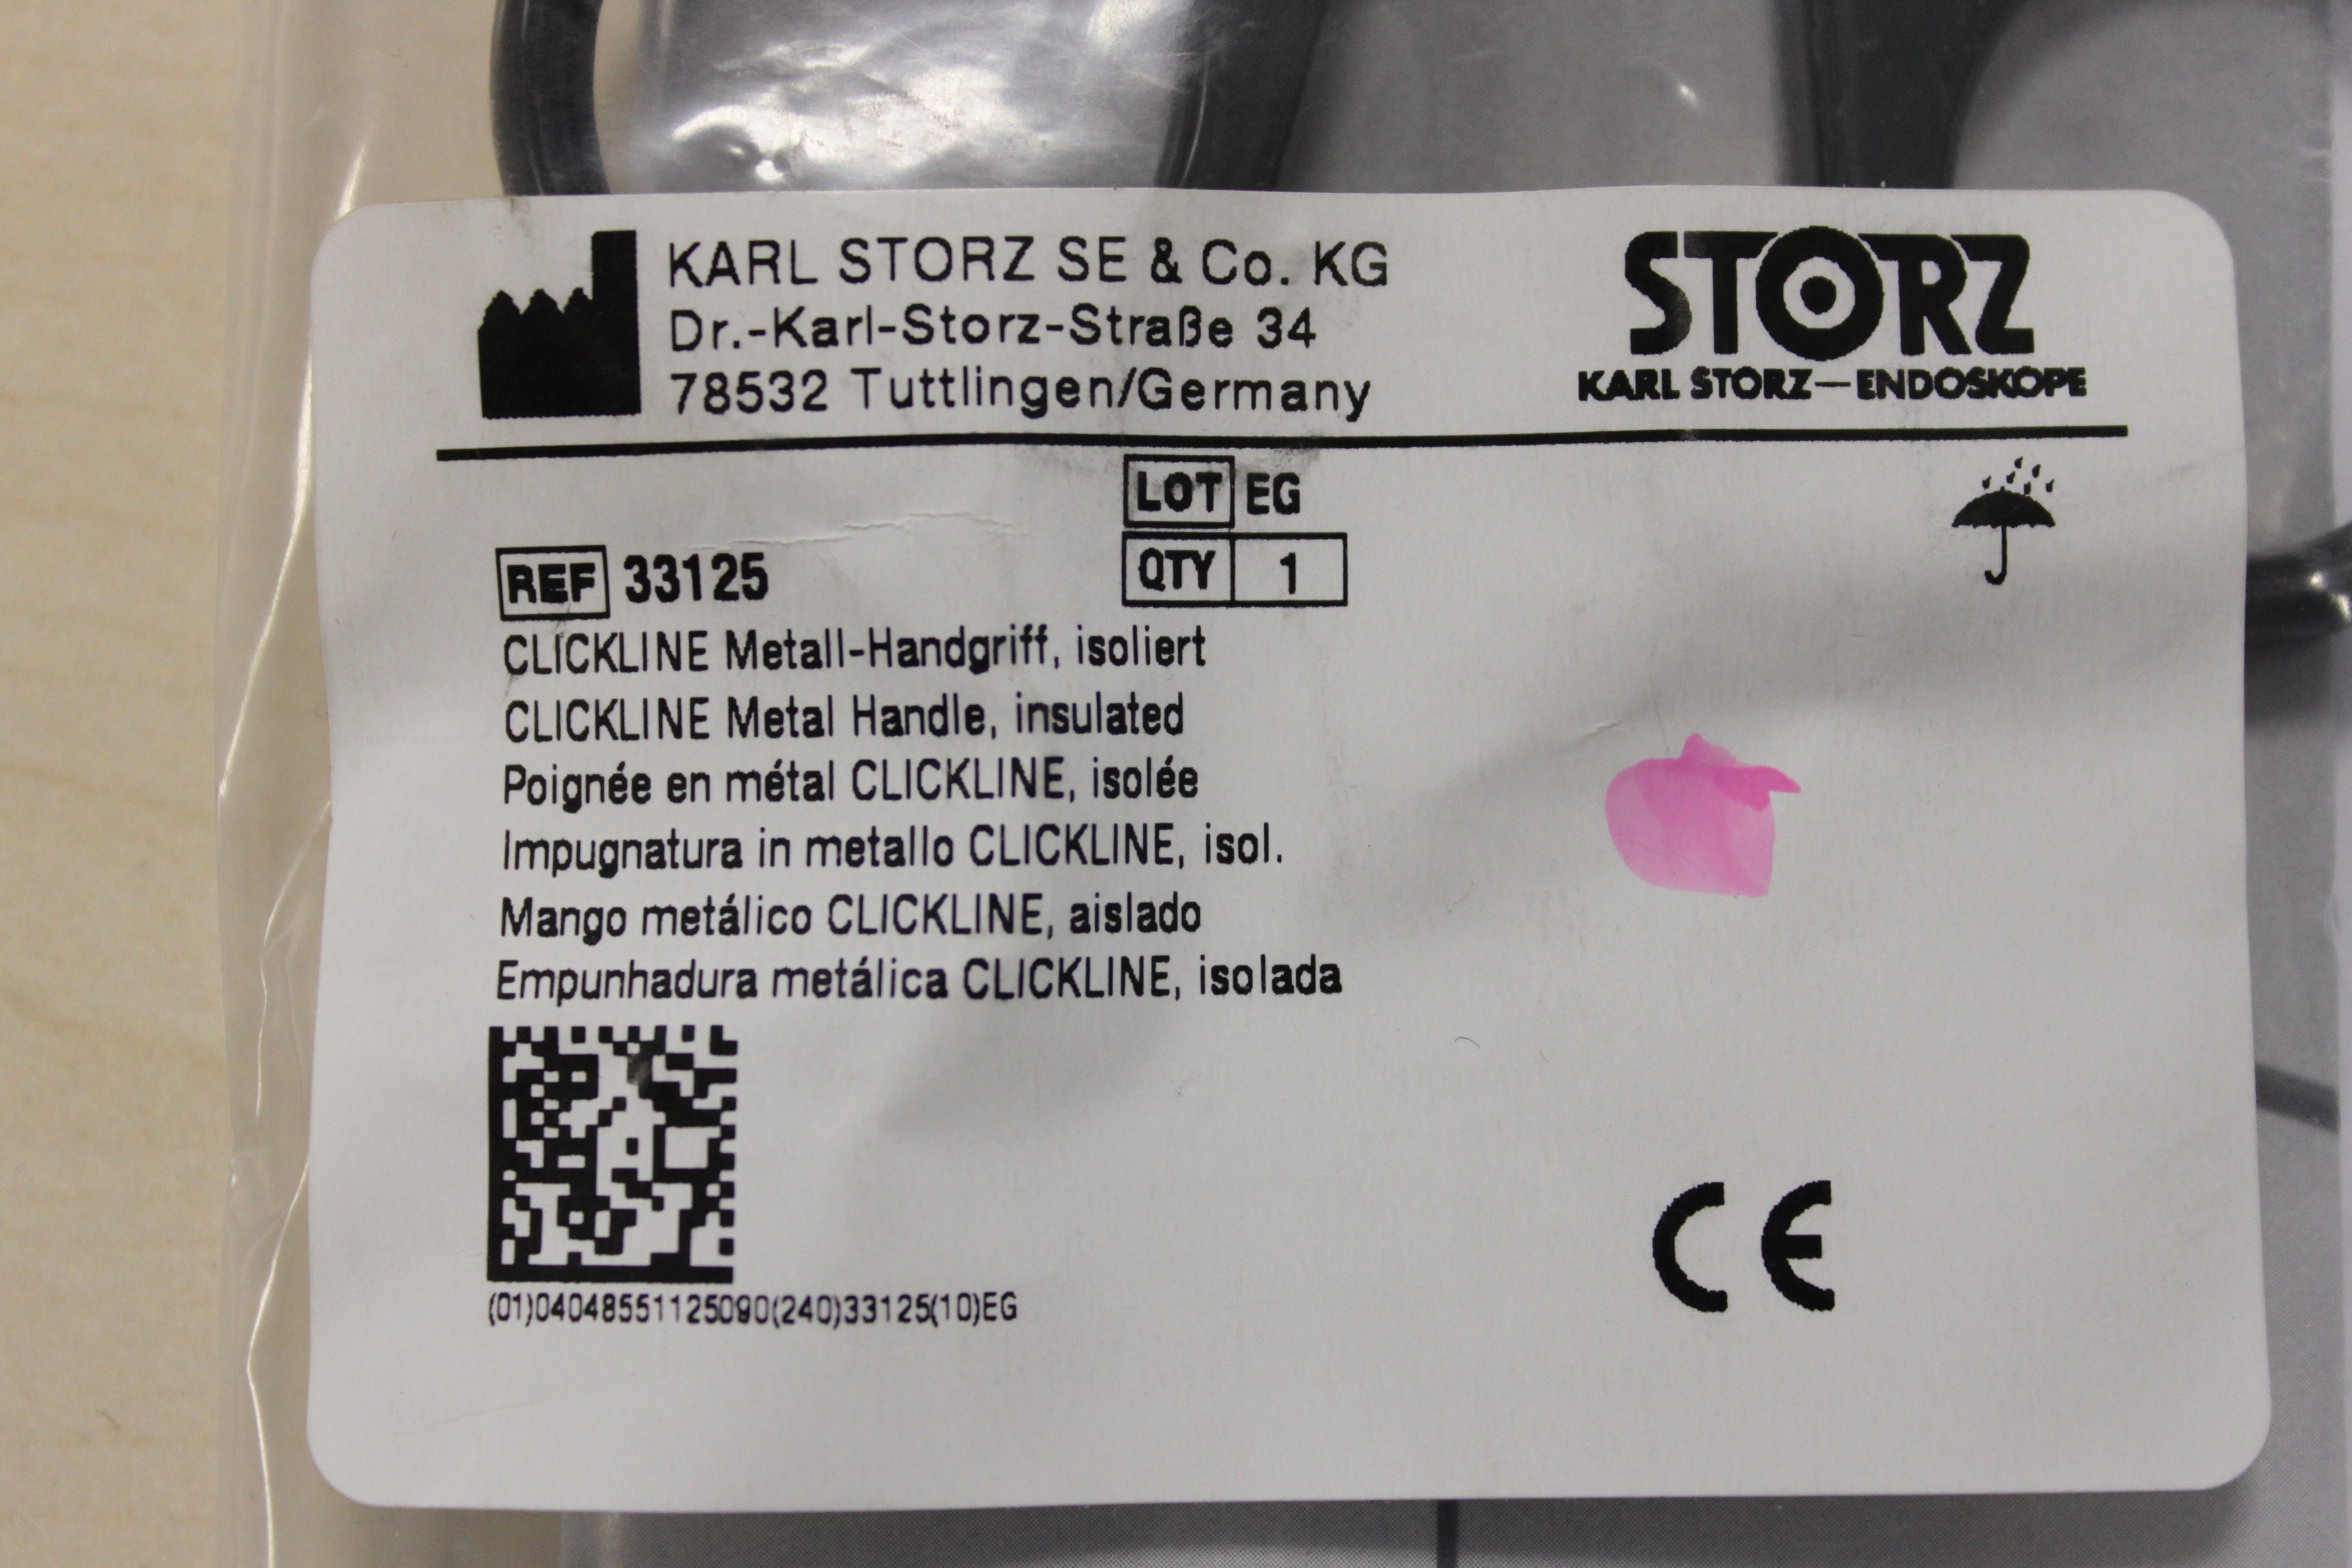 KARL STORZ SE & Co. KG
Dr.-Karl-Storz-Straße 34
78532 Tuttlingen/Germany
STORZ
KARL STORZ—ENDOSKOPE
LOT EG
REF 33125
QTY 1
CLICKLINE Metall-Handgriff, isoliert
CLICKLINE Metal Handle, insulated
Poignée en métal CLICKLINE, isolée
Impugnatura in metallo CLICKLINE, isol.
Mango metálico CLICKLINE, aislado
Empunhadura metálica CLICKLINE, isolada
(01)04048551125090(240)33125(10)EG
CE